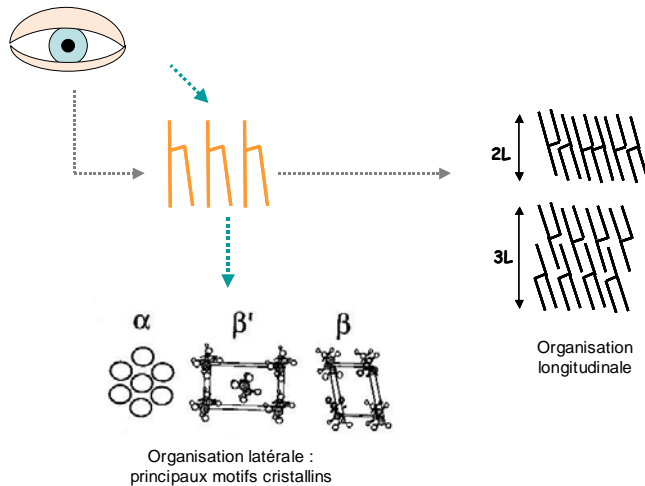 2L
3L
α
β'
β
Organisation
longitudinale
Organisation latérale :
principaux motifs cristallins